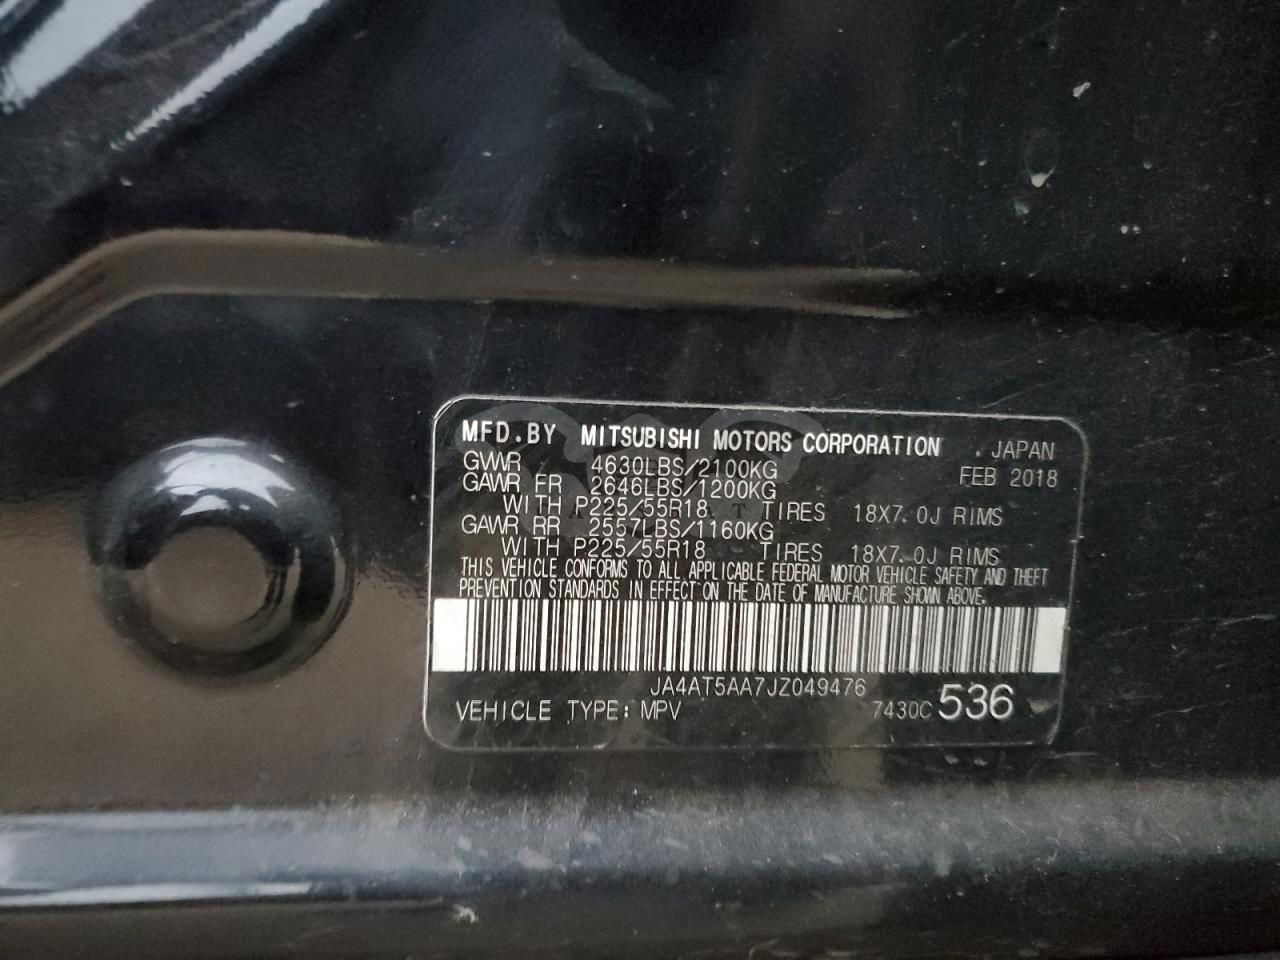 MFD.BY MITSUBISHI MOTORS CORPORATION . JAPAN
GVWR 4630LBS/2100KG FEB 2018
GAWR FR 2646LBS/1200KG
WITH P225/55R18 TIRES 18X7.0J RIMS
GAWR RR 2557LBS/1160KG
WITH P225/55R18 TIRES 18X7.0J RIMS
THIS VEHICLE CONFORMS TO ALL APPLICABLE FEDERAL MOTOR VEHICLE SAFETY AND THEFT
PREVENTION STANDARDS IN EFFECT ON THE DATE OF MANUFACTURE SHOWN ABOVE.
JA4AT5AA7JZ049476
VEHICLE TYPE: MPV 7430C 536